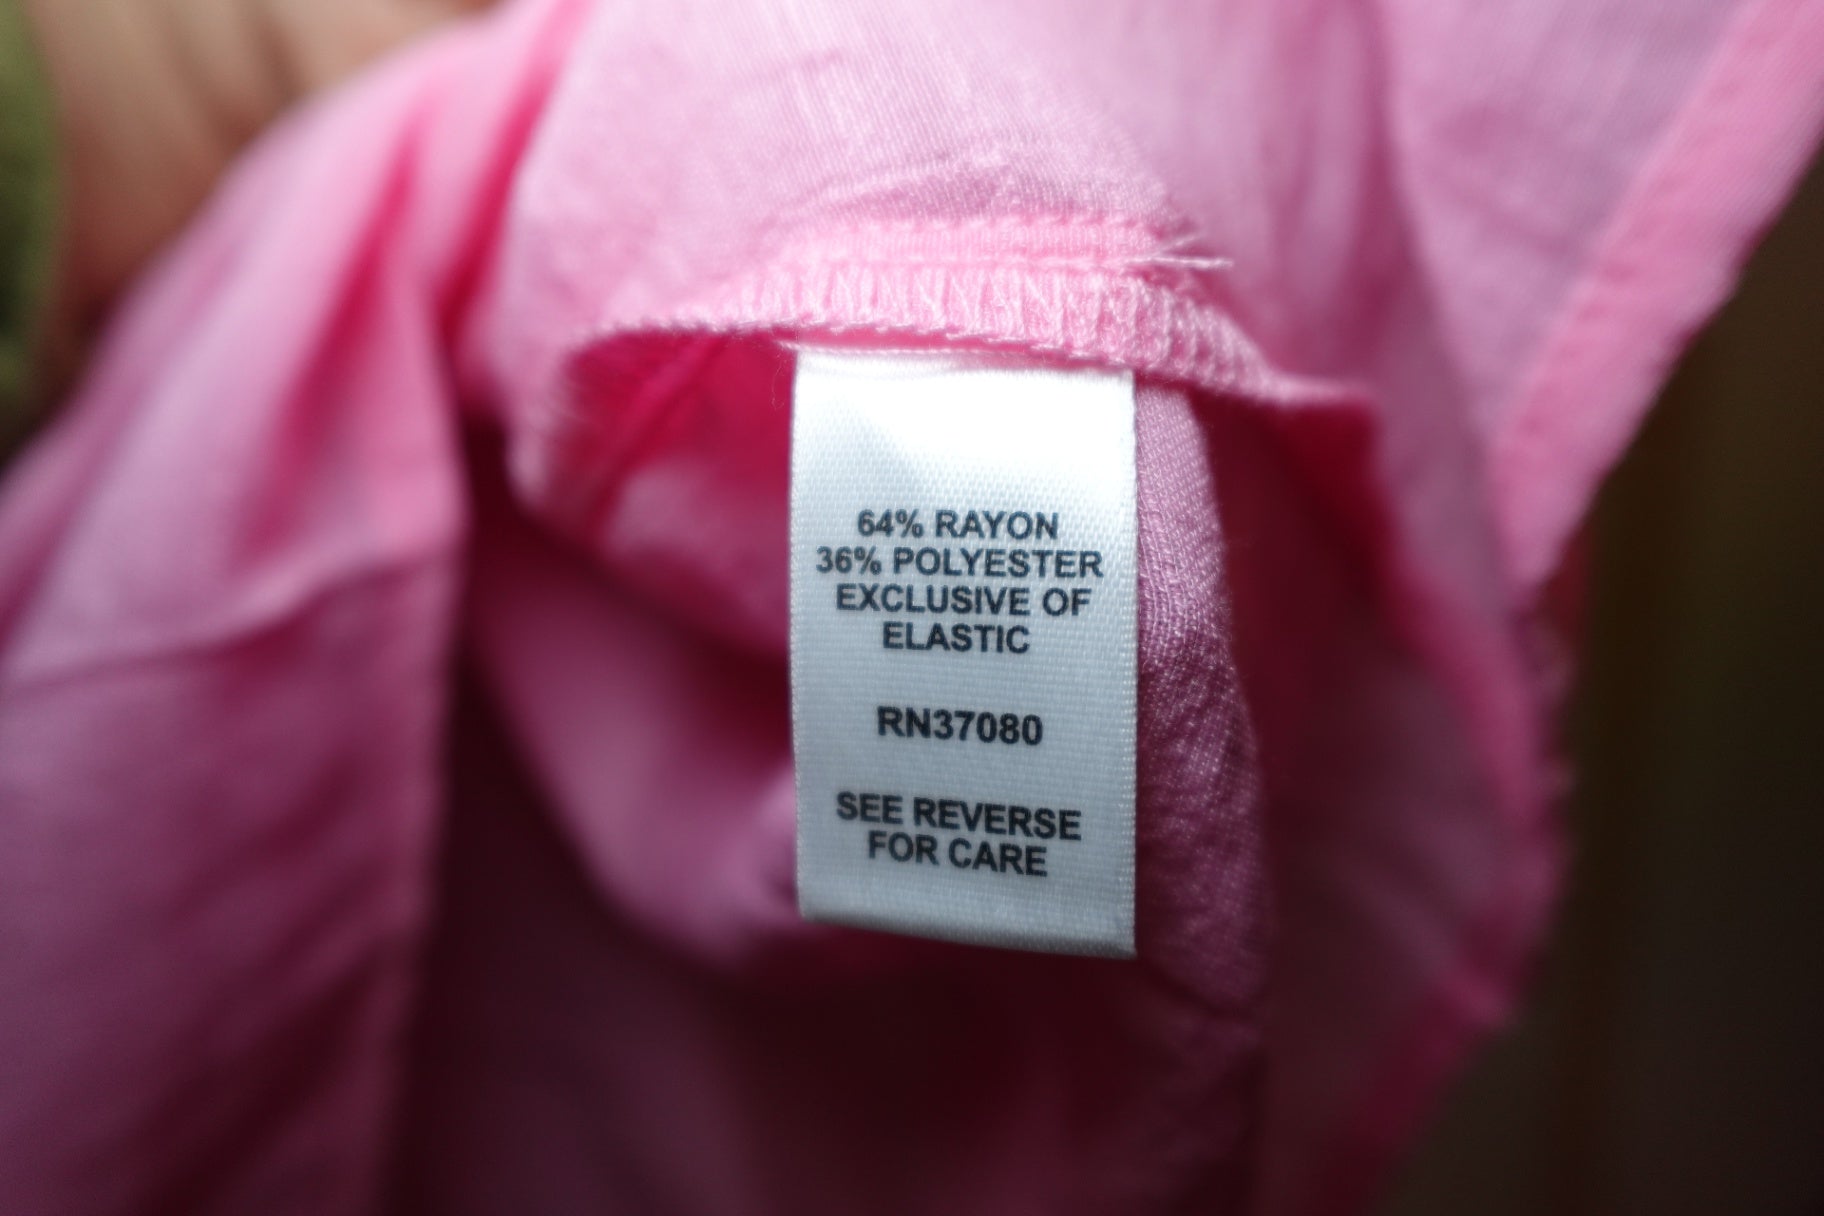 64% RAYON
36% POLYESTER
EXCLUSIVE OF
ELASTIC
RN37080
SEE REVERSE
FOR CARE